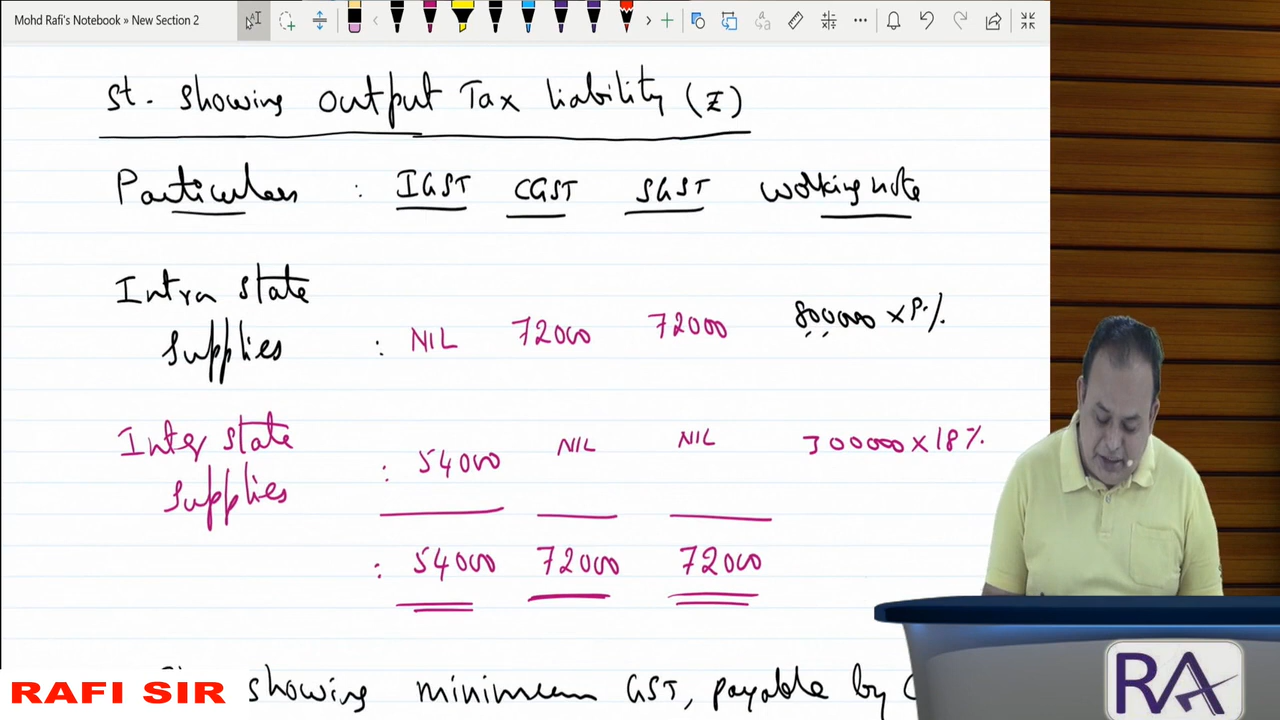 Mohd Rafi's Notebook » New Section 2
St. showing output Tax liability (Z)
Particulars : IGST CGST SGST Working note
Intra state
supplies : NIL 72000 72000 800000 x 9%
Inter state
supplies : 54000 NIL NIL 300000 x 18%
: 54000 72000 72000
showing minimum GST, payable by
RAFI SIR
RA